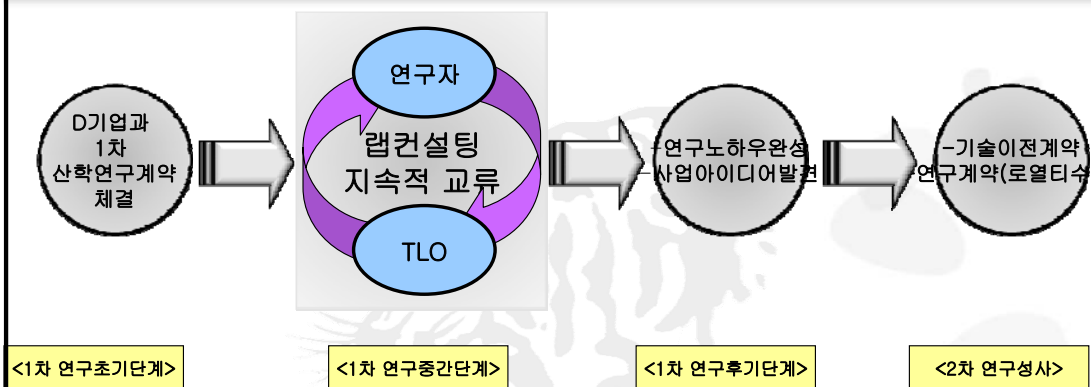 D기업과
1차
산학연구계약
체결
연구자
랩컨설팅
지속적 교류
TLO
-연구노하우완성
-사업아이디어발견
-기술이전계약
-연구계약(로열티수
<1차 연구초기단계>
<1차 연구중간단계>
<1차 연구후기단계>
<2차 연구성사>